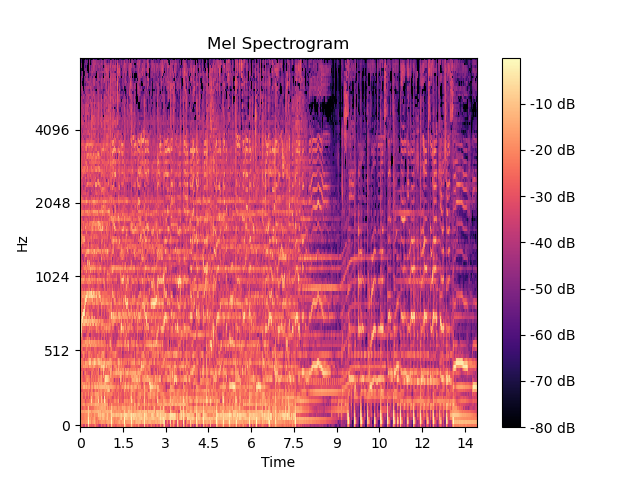 Mel Spectrogram
Hz
4096
2048
1024
512
0
0 1.5 3 4.5 6 7.5 9 10 12 14
Time
-10 dB
-20 dB
-30 dB
-40 dB
-50 dB
-60 dB
-70 dB
-80 dB